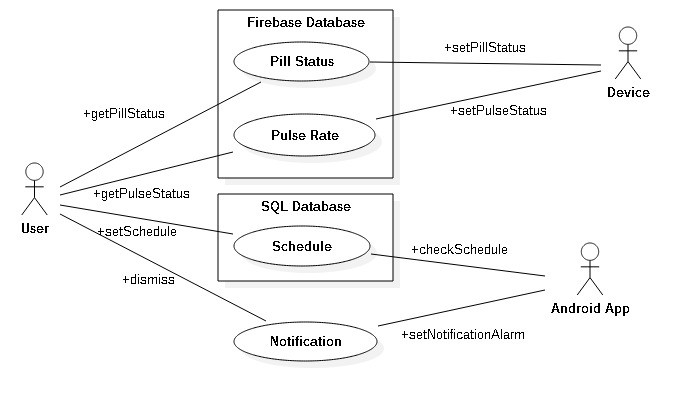 Firebase Database
Pill Status
+setPillStatus
Device
+getPillStatus
Pulse Rate
+setPulseStatus
+getPulseStatus
User
SQL Database
+setSchedule
Schedule
+checkSchedule
+dismiss
Android App
Notification
+setNotificationAlarm